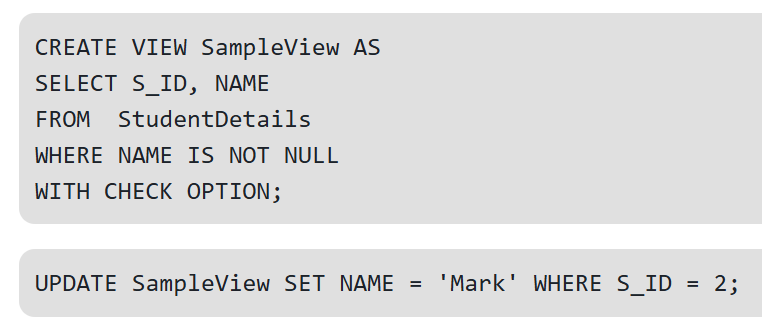 CREATE VIEW SampleView AS
SELECT S_ID, NAME
FROM  StudentDetails
WHERE NAME IS NOT NULL
WITH CHECK OPTION;
UPDATE SampleView SET NAME = 'Mark' WHERE S_ID = 2;